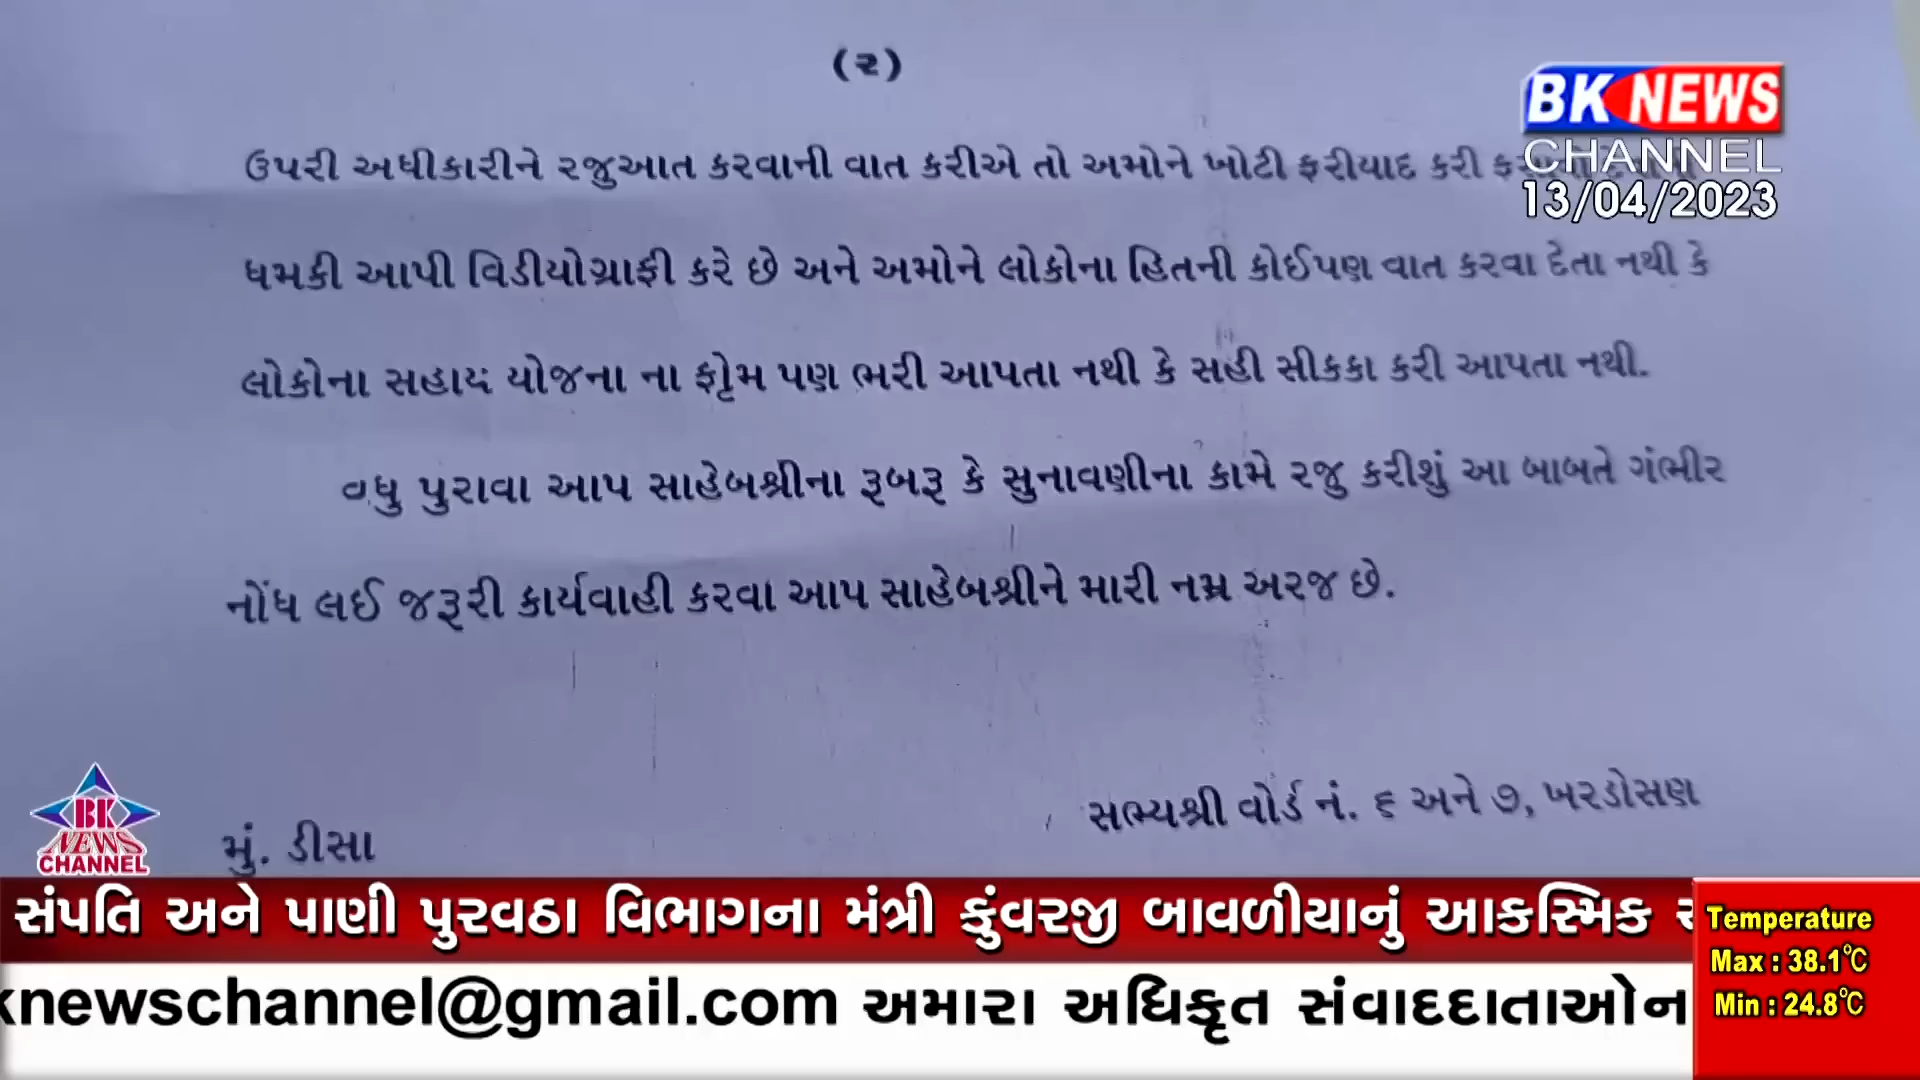 (૨)
BK NEWS
CHANNEL
13/04/2023
ઉપરી અધીકારીને રજુઆત કરવાની વાત કરીએ તો અમોને ખોટી ફરીયાદ કરી
ધમકી આપી વિડીયોગ્રાફી કરે છે અને અમોને લોકોના હિતની કોઈપણ વાત કરવા દેતા નથી કે
લોકોના સહાય યોજના ના ફોૃમ પણ ભરી આપતા નથી કે સહી સીકકા કરી આપતા નથી.
વધુ પુરાવા આપ સાહેબશ્રીના રૂબરૂ કે સુનાવણીના કામે રજુ કરીશું આ બાબતે ગંભીર
નોંધ લઈ જરૂરી કાર્યવાહી કરવા આપ સાહેબશ્રીને મારી નમ્ર અરજ છે.
સભ્યશ્રી વોર્ડ નં. ૬ અને ૭, ખરડોસણ
મું. ડીસા
BK
NEWS
CHANNEL
સંપતિ અને પાણી પુરવઠા વિભાગના મંત્રી કુંવરજી બાવળીયાનું આકસ્મિક
Temperature
Max : 38.1°C
Min : 24.8°C
knewschannel@gmail.com અમારા અધિકૃત સંવાદદાતાઓન